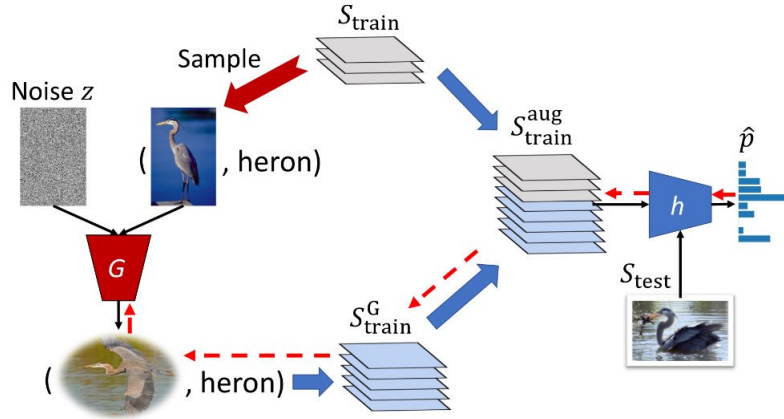 S_train
Sample
Noise z
( , heron)
S_train^aug
p̂
h
G
S_test
S_train^G
( , heron)